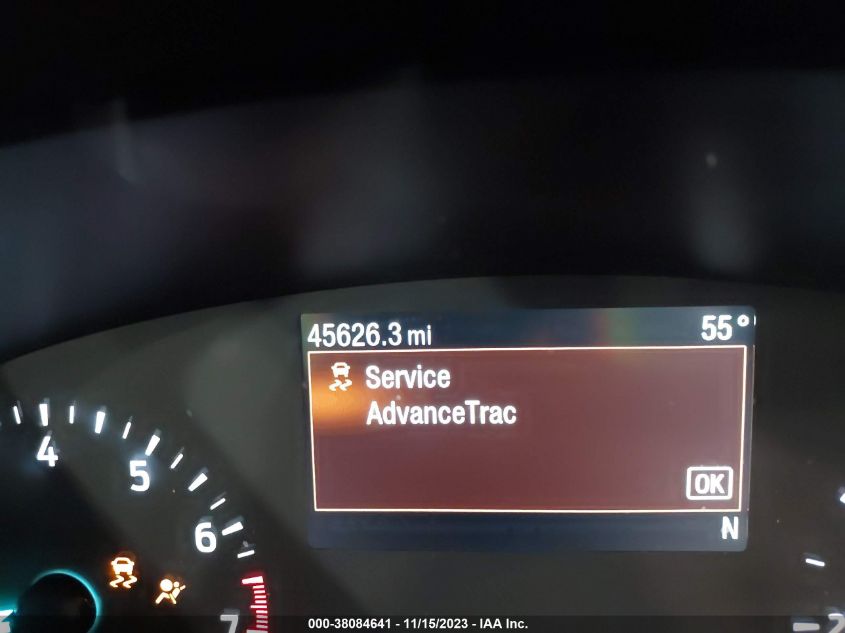 45626.3 mi 55°
Service
AdvanceTrac
OK
N
4
5
6
7
000-38084641 - 11/15/2023 - IAA Inc.